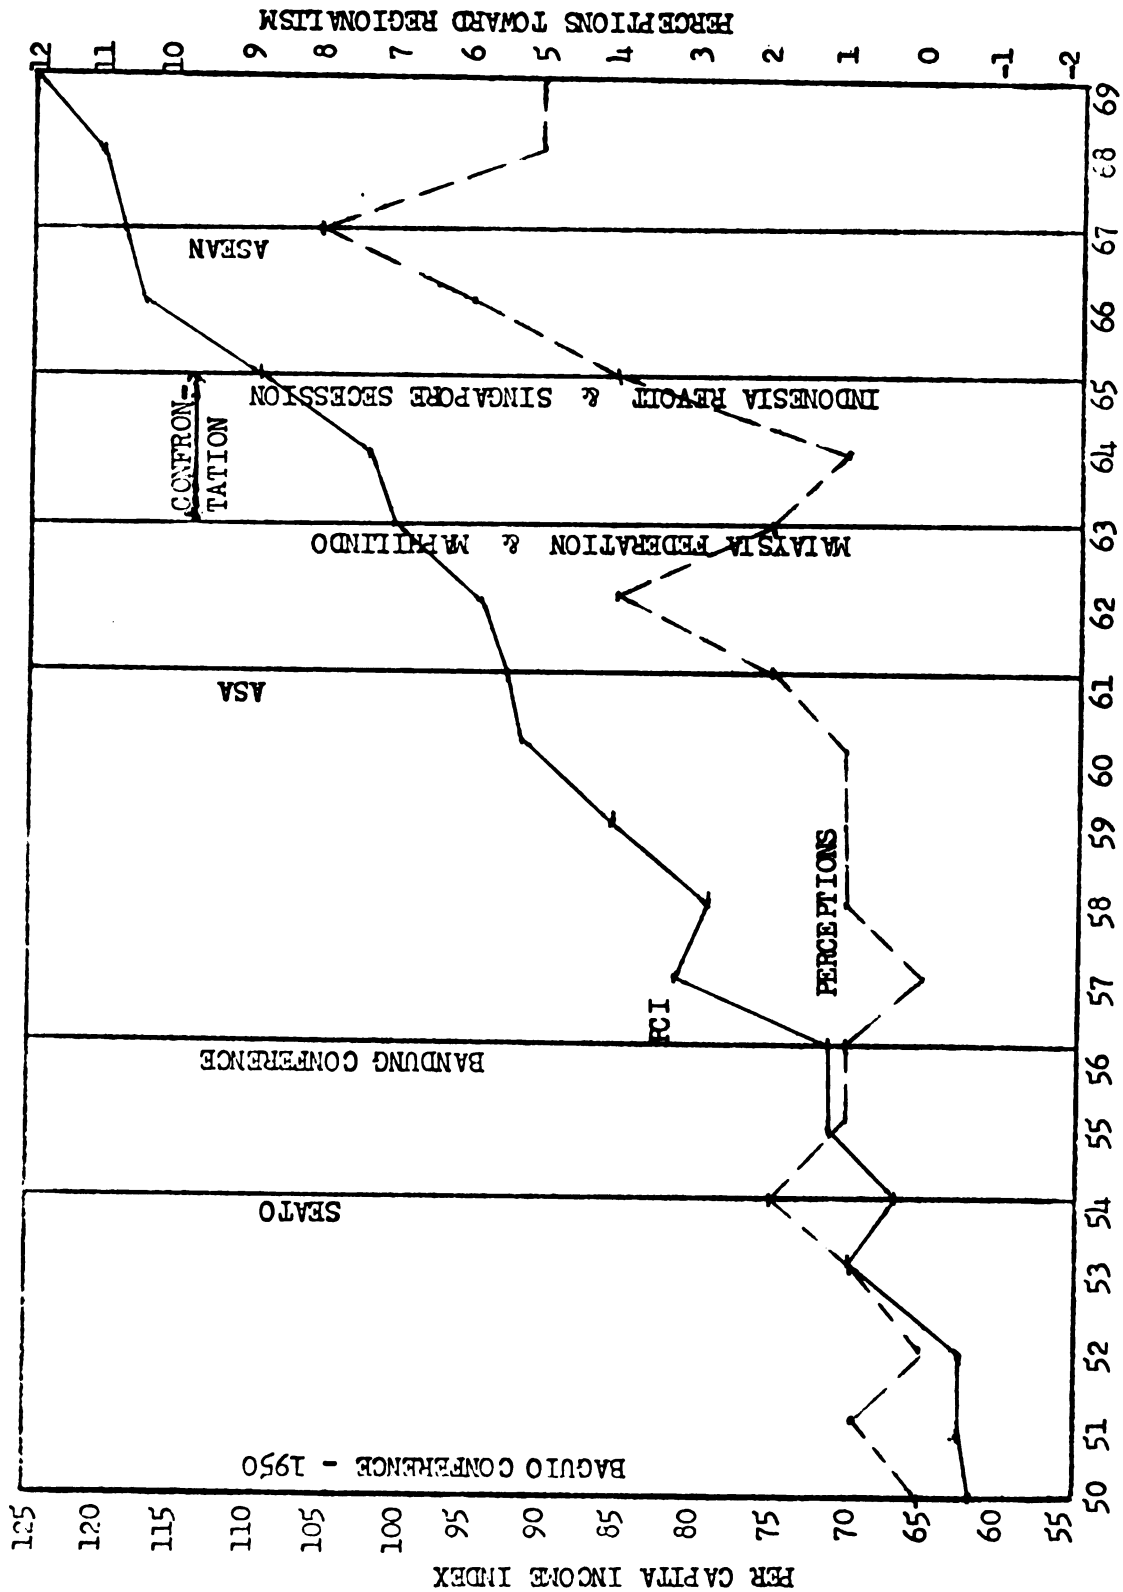 PERCEPTIONS TOWARD REGIONALISM
12 11 10 9 8 7 6 5 4 3 2 1 0 -1 -2
PER CAPITA INCOME INDEX
125 120 115 110 105 100 95 90 85 80 75 70 65 60 55
50 51 52 53 54 55 56 57 58 59 60 61 62 63 64 65 66 67 68 69
BAGUIO CONFERENCE - 1950
SEATO
BANDUNG CONFERENCE
ASA
MALAYSIA FEDERATION & MAPHILINDO
CONFRON-
TATION
INDONESIA REVOLT & SINGAPORE SECESSION
ASEAN
PCI
PERCEPTIONS